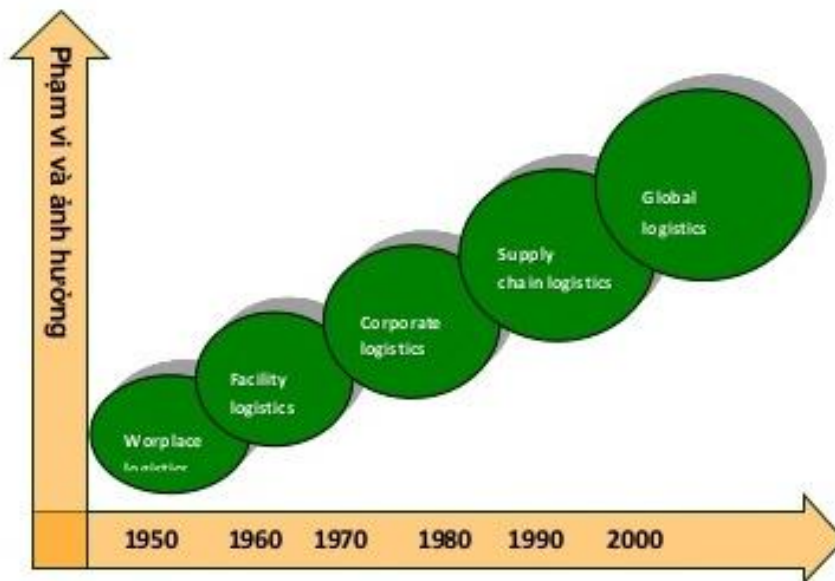 Phạm vi và ảnh hưởng
Global
logistics
Supply
chain logistics
Corporate
logistics
Facility
logistics
Worplace
logistics
1950 1960 1970 1980 1990 2000